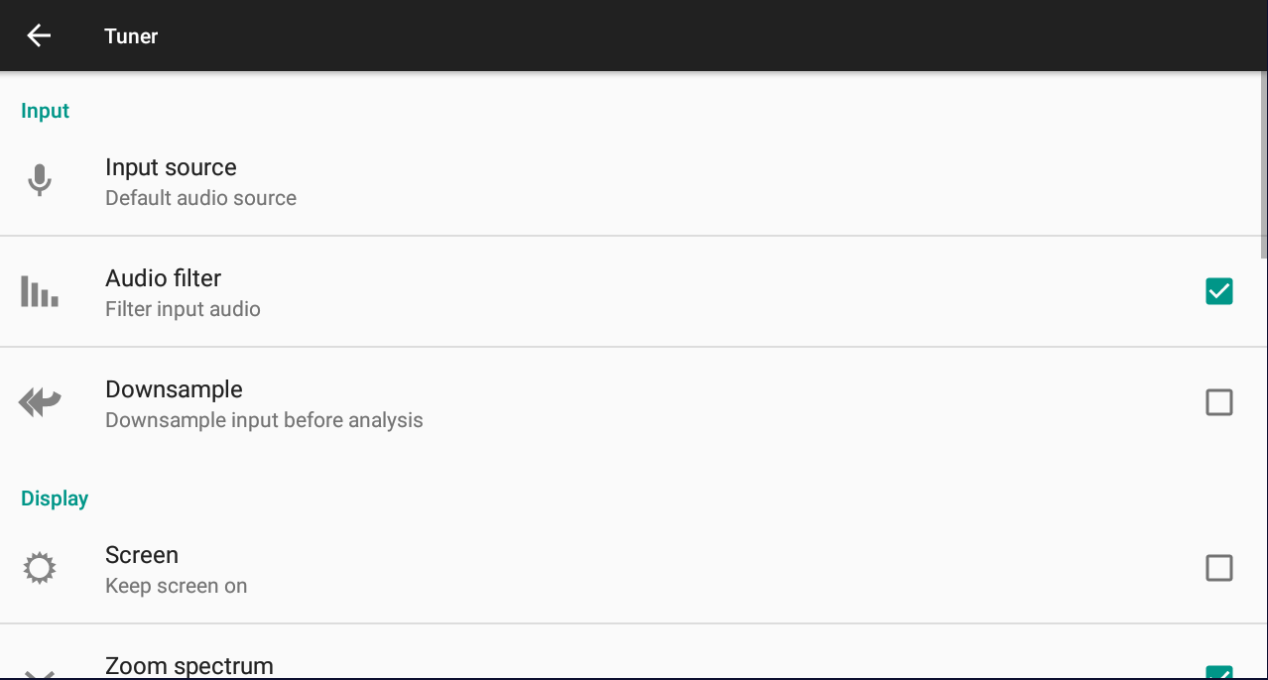 Tuner
Input
Input source
Default audio source
Audio filter
Filter input audio
Downsample
Downsample input before analysis
Display
Screen
Keep screen on
Zoom spectrum